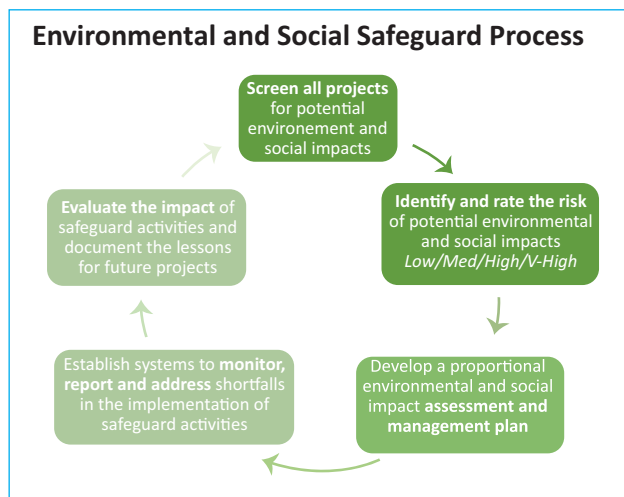 Environmental and Social Safeguard Process
Screen all projects
for potential
environement and
social impacts
Identify and rate the risk
of potential environmental
and social impacts
Low/Med/High/V-High
Develop a proportional
environmental and social
impact assessment and
management plan
Establish systems to monitor,
report and address shortfalls
in the implementation of
safeguard activities
Evaluate the impact of
safeguard activities and
document the lessons
for future projects